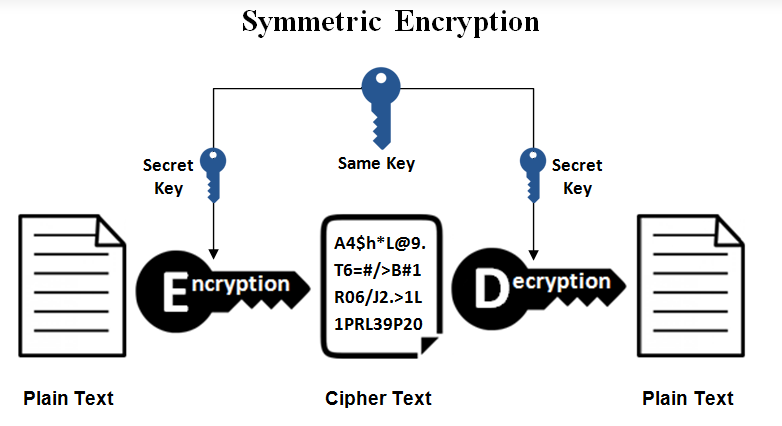 Symmetric Encryption
Secret
Key
Same Key
Secret
Key
A4$h*L@9.
T6=#/>B#1
R06/J2.>1L
1PRL39P20
Encryption
Decryption
Plain Text
Cipher Text
Plain Text